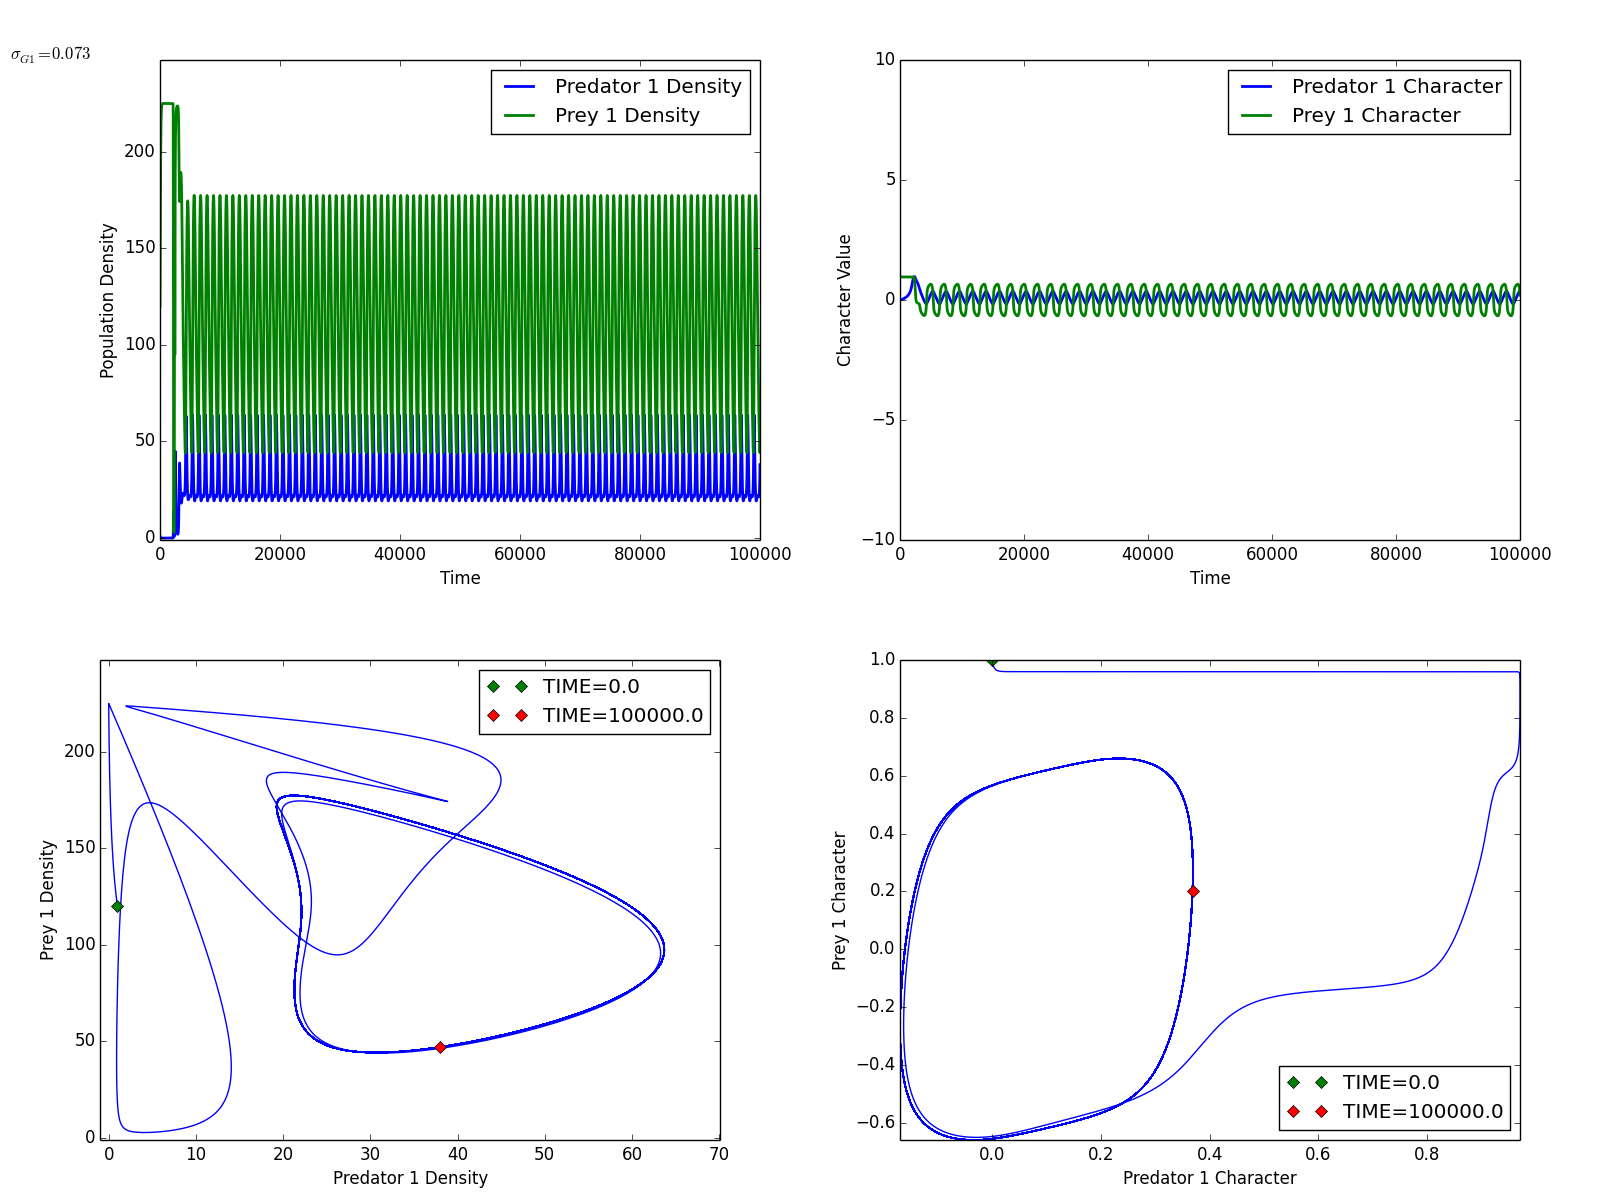 σ_{G1}=0.073
Predator 1 Density
Prey 1 Density
200
150
100
50
0
Population Density
0 20000 40000 60000 80000 100000
Time
Predator 1 Character
Prey 1 Character
10
5
0
−5
−10
Character Value
0 20000 40000 60000 80000 100000
Time
TIME=0.0
TIME=100000.0
200
150
100
50
0
Prey 1 Density
0 10 20 30 40 50 60 70
Predator 1 Density
1.0
0.8
0.6
0.4
0.2
0.0
−0.2
−0.4
−0.6
Prey 1 Character
TIME=0.0
TIME=100000.0
0.0 0.2 0.4 0.6 0.8
Predator 1 Character